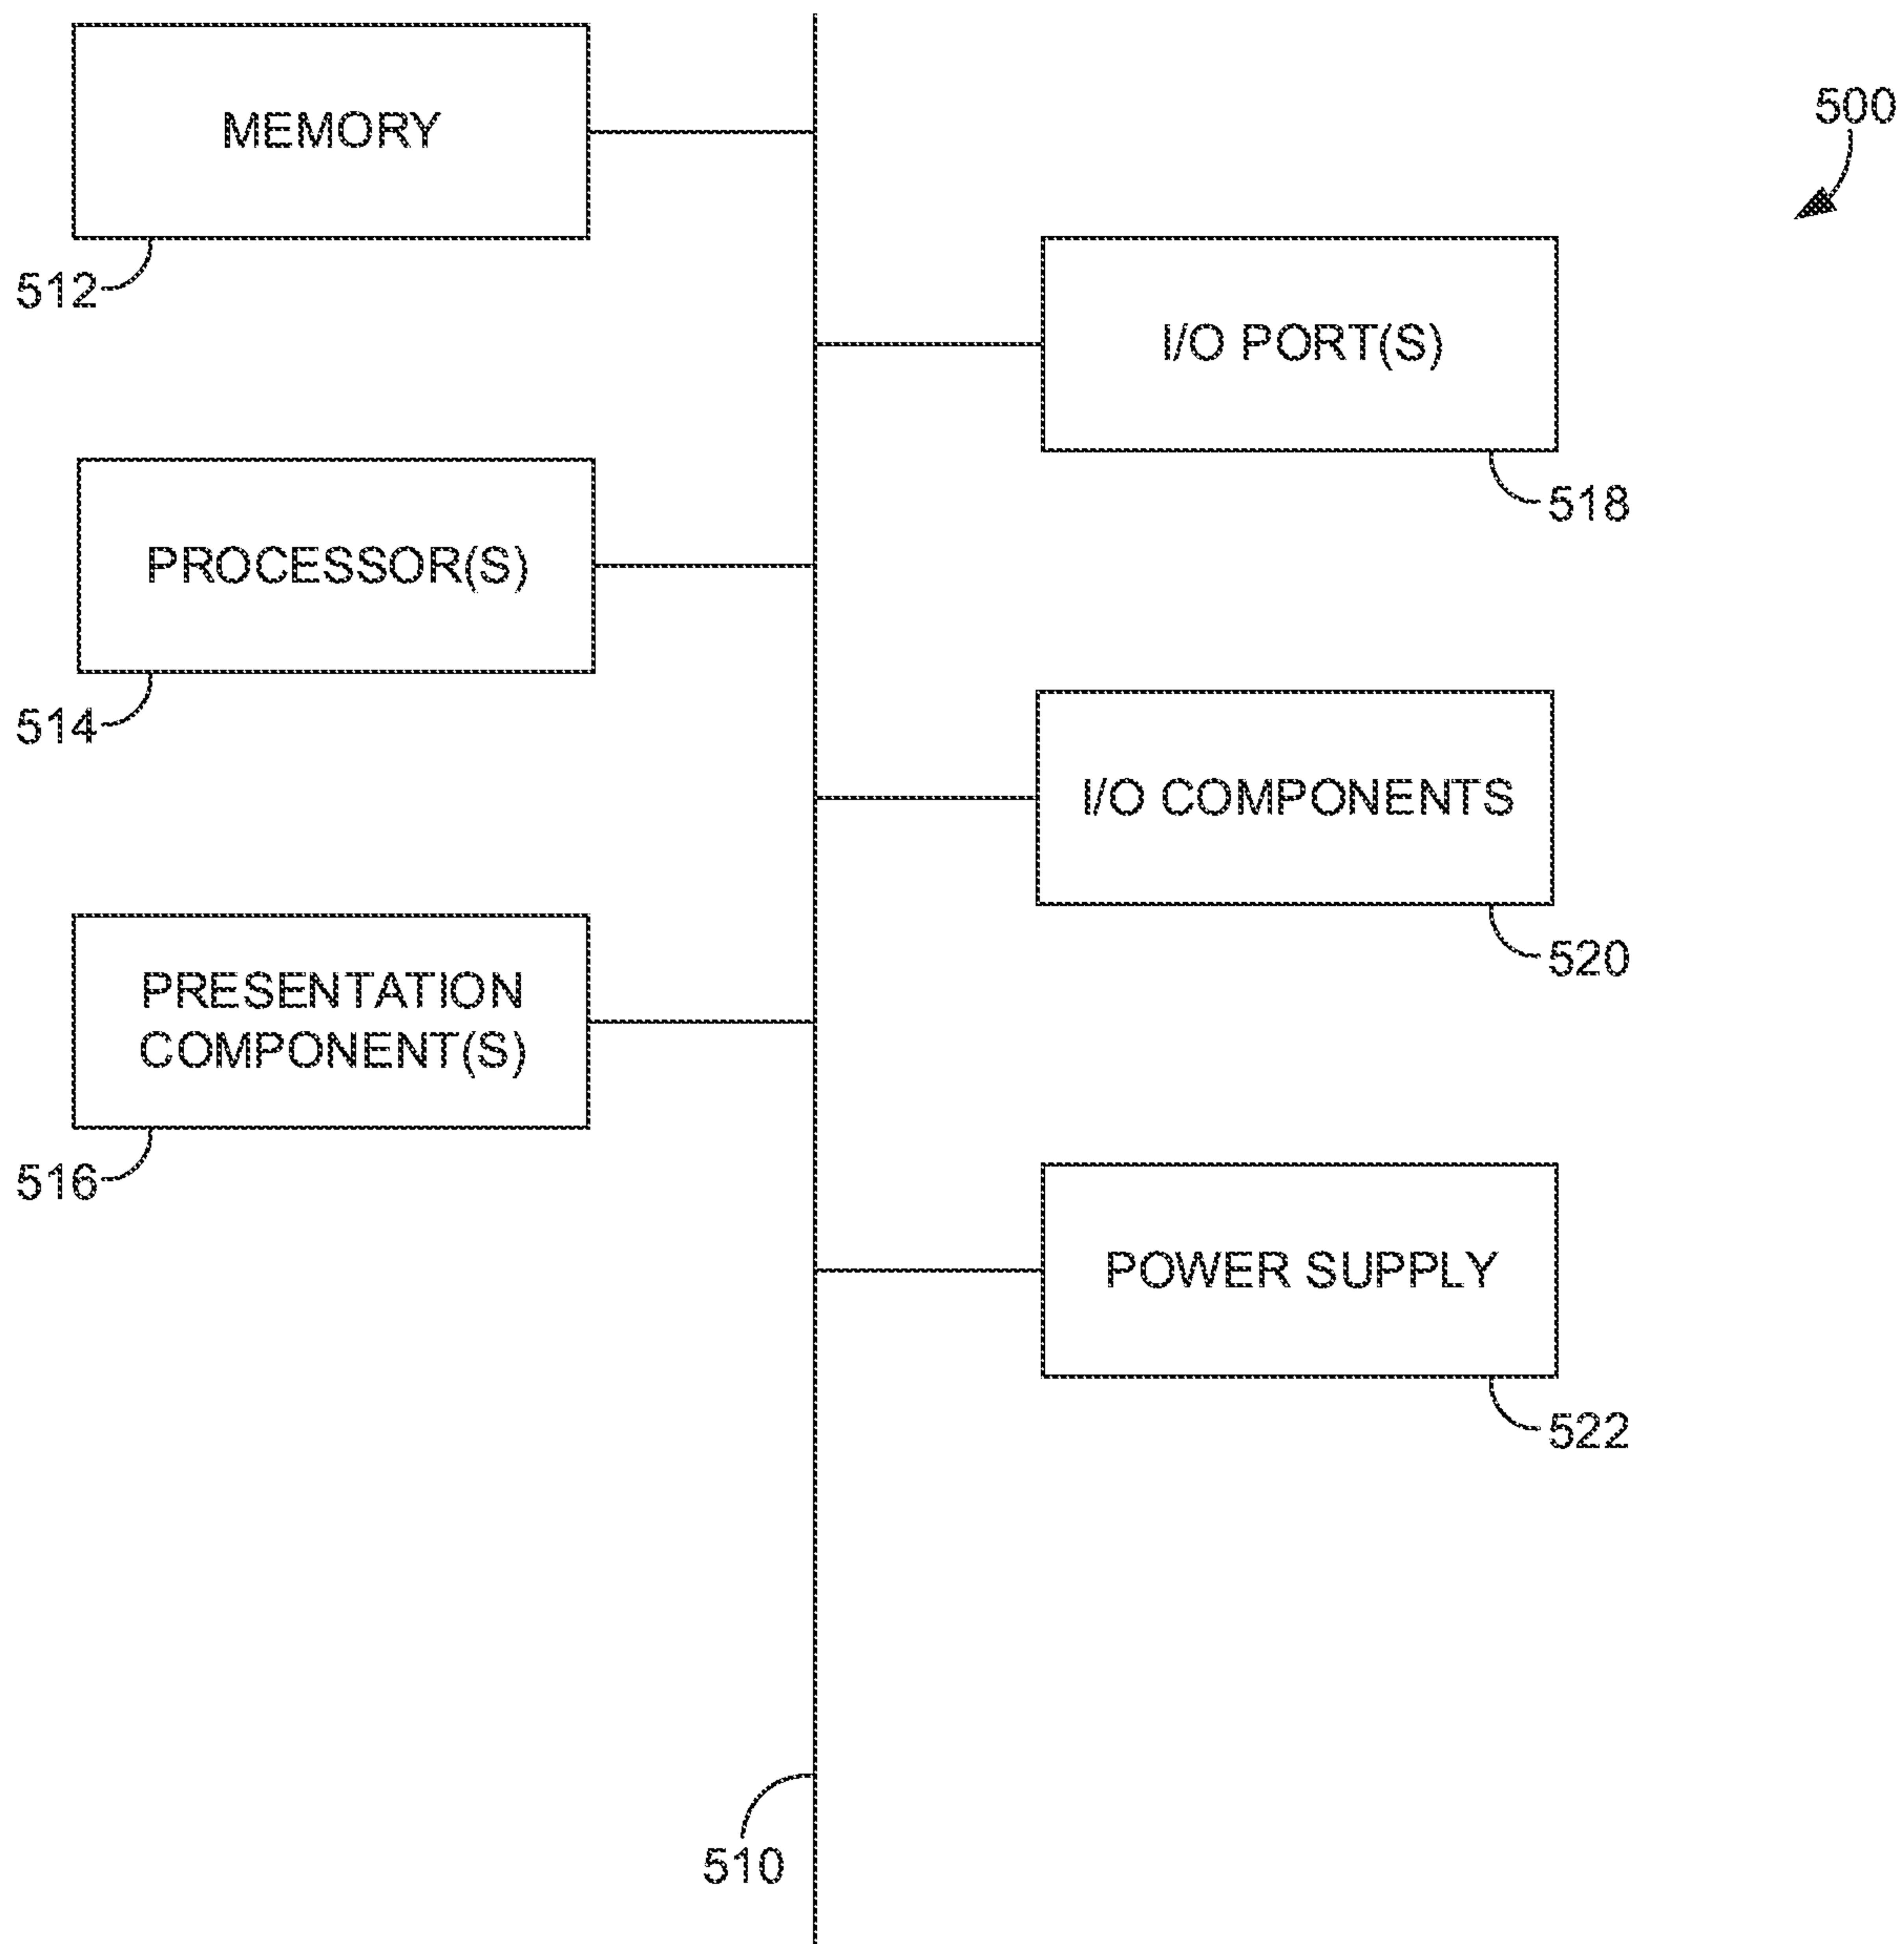 MEMORY
512
500
I/O PORT(S)
518
PROCESSOR(S)
514
I/O COMPONENTS
520
PRESENTATION
COMPONENT(S)
516
POWER SUPPLY
522
510